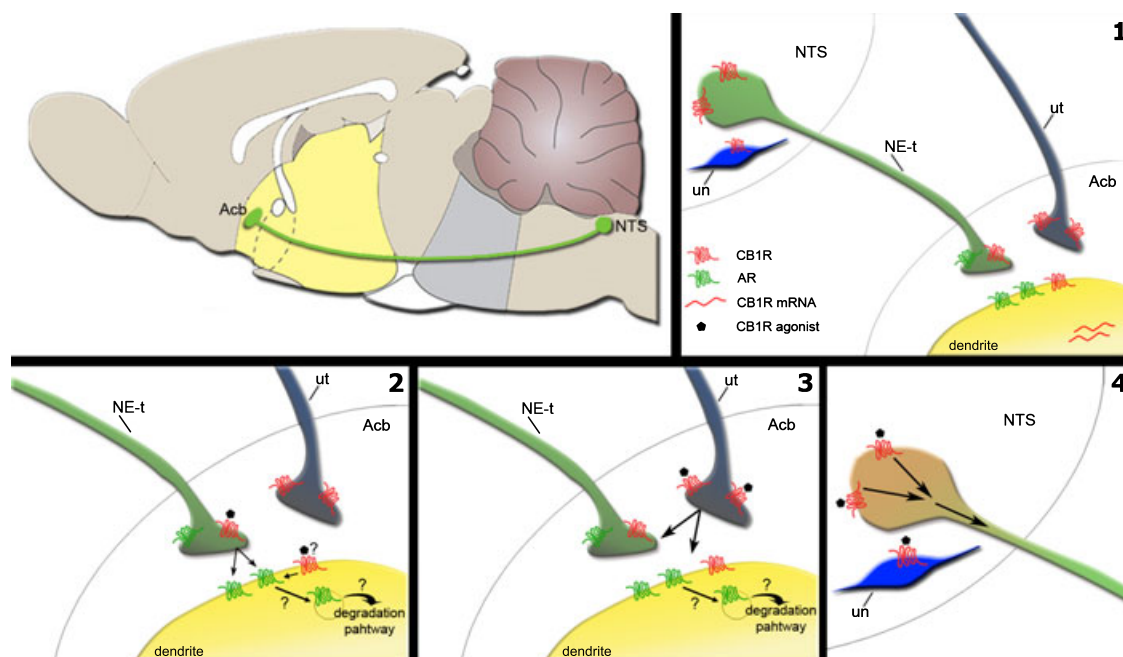 Acb
NTS
1
NTS
ut
NE-t
Acb
un
CB1R
AR
CB1R mRNA
CB1R agonist
dendrite
2
ut
NE-t
Acb
?
?
?
degradation
pahtway
dendrite
3
ut
NE-t
Acb
?
?
degradation
pahtway
dendrite
4
NTS
un